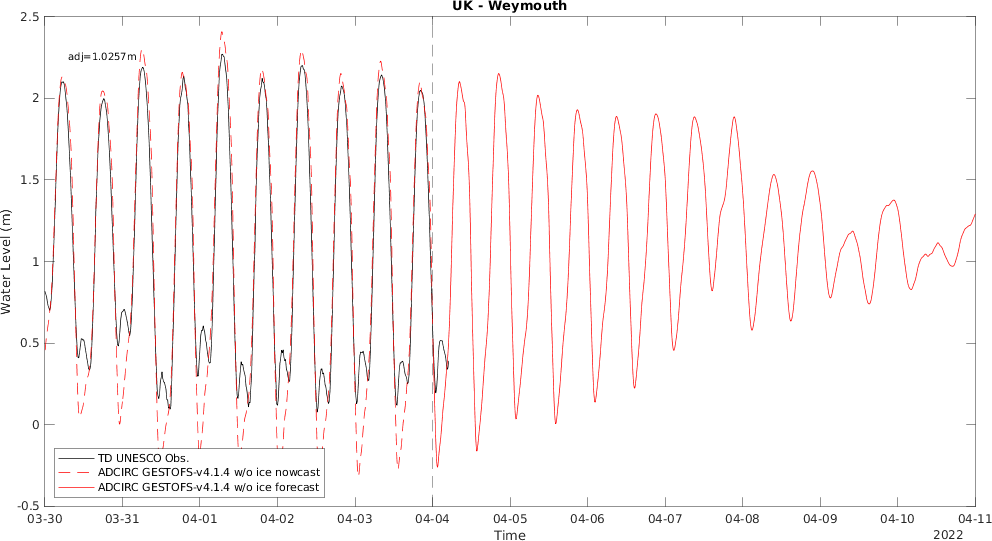 UK - Weymouth
adj=1.0257m
2.5
2
1.5
1
0.5
0
-0.5
Water Level (m)
TD UNESCO Obs.
ADCIRC GESTOFS-v4.1.4 w/o ice nowcast
ADCIRC GESTOFS-v4.1.4 w/o ice forecast
03-30 03-31 04-01 04-02 04-03 04-04 04-05 04-06 04-07 04-08 04-09 04-10 04-11
Time
2022